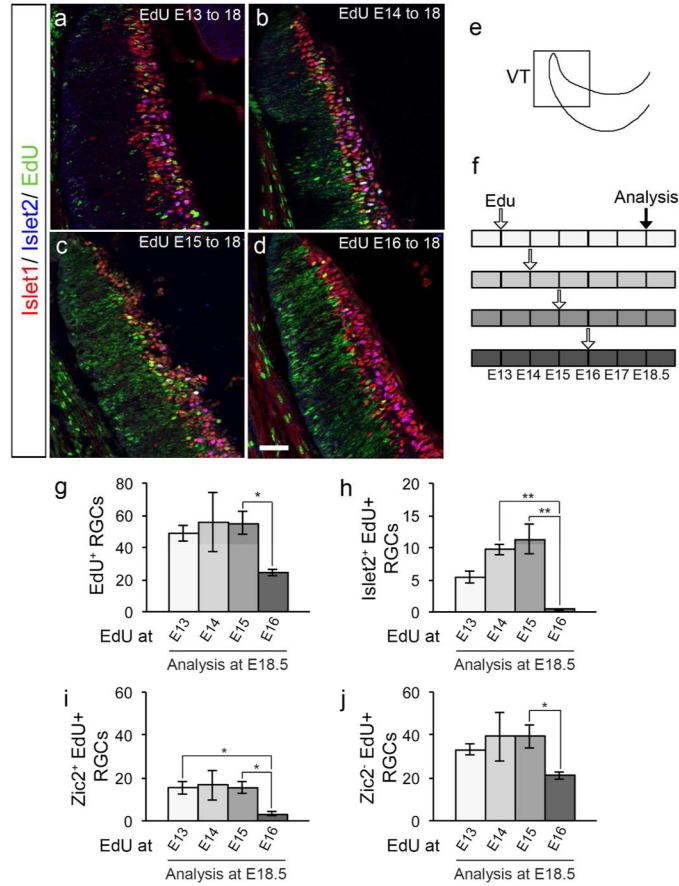 Islet1/ Islet2/ EdU
a
EdU E13 to 18
b
EdU E14 to 18
c
EdU E15 to 18
d
EdU E16 to 18
e
VT
f
Edu
Analysis
E13 E14 E15 E16 E17 E18.5
g
EdU⁺ RGCs
80
60
40
20
0
*
EdU at
E13 E14 E15 E16
Analysis at E18.5
h
Islet2⁺ EdU+
RGCs
20
15
10
5
0
**
**
EdU at
E13 E14 E15 E16
Analysis at E18.5
i
Zic2⁺ EdU+
RGCs
60
40
20
0
*
*
EdU at
E13 E14 E15 E16
Analysis at E18.5
j
Zic2⁻ EdU+
RGCs
60
40
20
0
*
EdU at
E13 E14 E15 E16
Analysis at E18.5